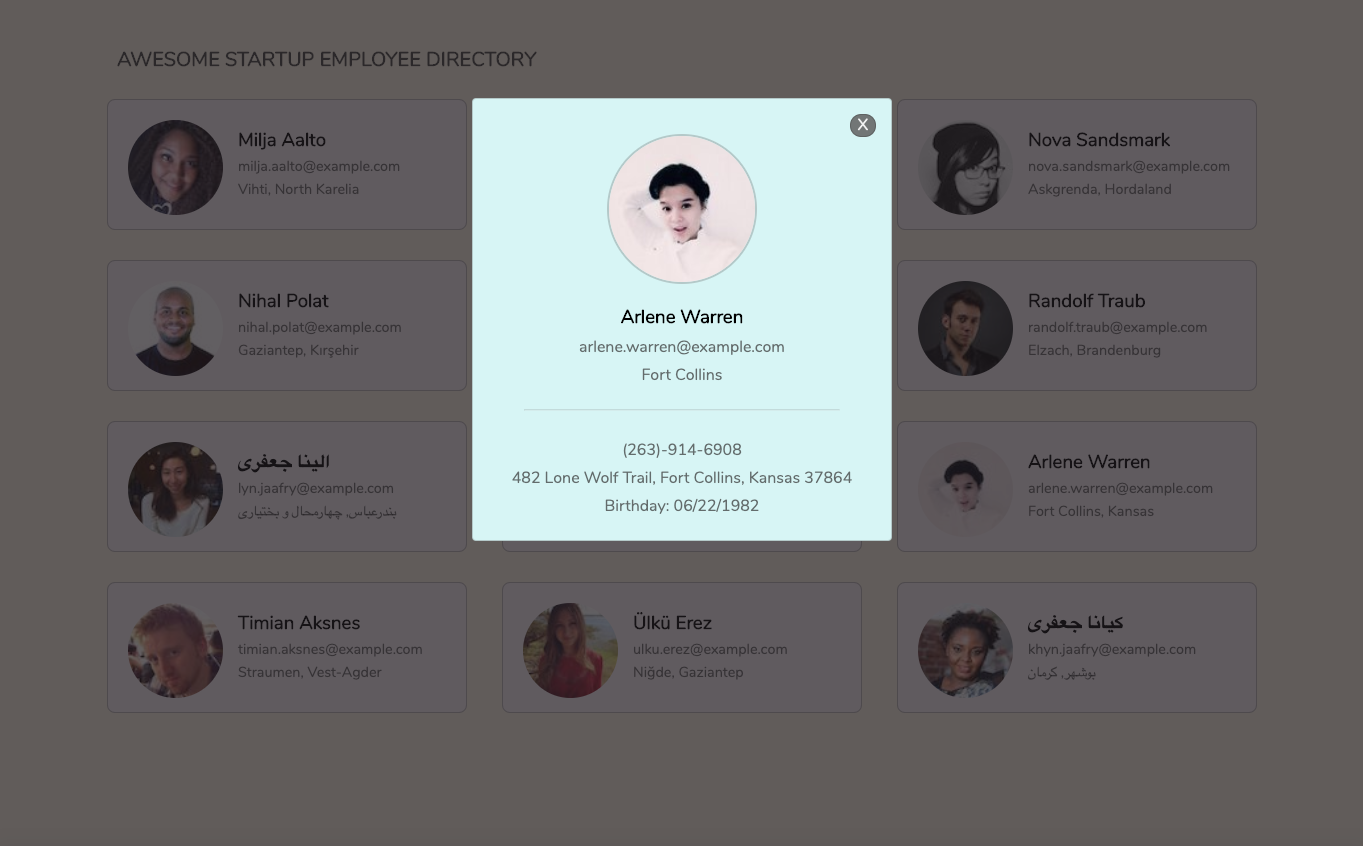 AWESOME STARTUP EMPLOYEE DIRECTORY
Milja Aalto
milja.aalto@example.com
Vihti, North Karelia
X
Arlene Warren
arlene.warren@example.com
Fort Collins
(263)-914-6908
482 Lone Wolf Trail, Fort Collins, Kansas 37864
Birthday: 06/22/1982
Nova Sandsmark
nova.sandsmark@example.com
Askgrenda, Hordaland
Nihal Polat
nihal.polat@example.com
Gaziantep, Kırşehir
Randolf Traub
randolf.traub@example.com
Elzach, Brandenburg
الینا جعفری
lyn.jaafry@example.com
بندرعباس, چهارمحال و بختیاری
Arlene Warren
arlene.warren@example.com
Fort Collins, Kansas
Timian Aksnes
timian.aksnes@example.com
Straumen, Vest-Agder
Ülkü Erez
ulku.erez@example.com
Niğde, Gaziantep
کیانا جعفری
khyn.jaafry@example.com
بوشهر, کرمان